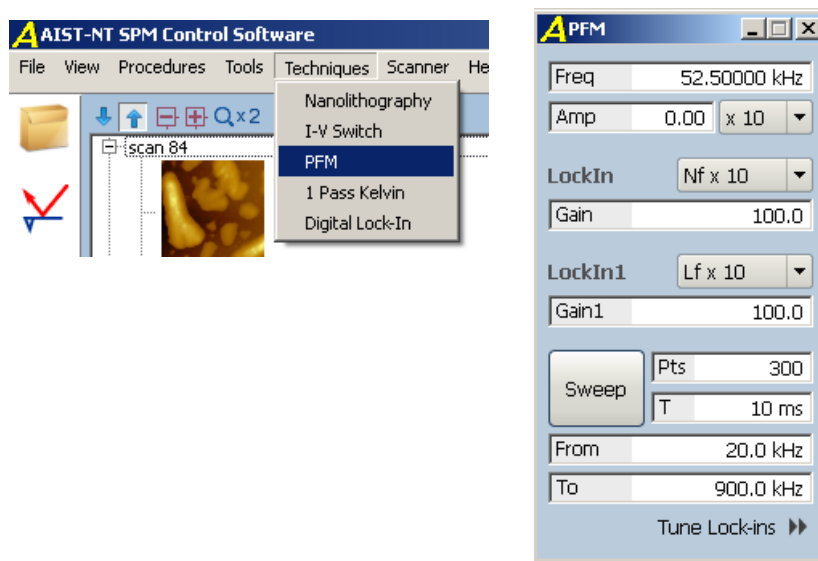 AIST-NT SPM Control Software
File View Procedures Tools Techniques Scanner He
x2
scan 84
Nanolithography
I-V Switch
PFM
1 Pass Kelvin
Digital Lock-In
PFM
Freq 52.50000 kHz
Amp 0.00 x 10
LockIn Nf x 10
Gain 100.0
LockIn1 Lf x 10
Gain1 100.0
Sweep
Pts 300
T 10 ms
From 20.0 kHz
To 900.0 kHz
Tune Lock-ins